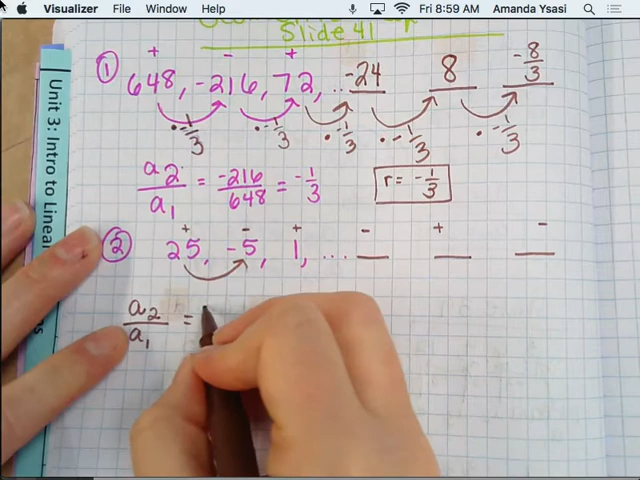 Visualizer File Edit View Window Help Fri 8:59 AM Amanda Ysasi
Slide 41
Unit 3: Intro to Linea
+ - +
① 648, -216, 72, ... -24 8 -8/3
· -1/3 · -1/3 · -1/3 · -1/3 · -1/3
a2/a1 = -216/648 = -1/3 r = -1/3
+ - + - + -
② 25, -5, 1, ...
a2/a1 =